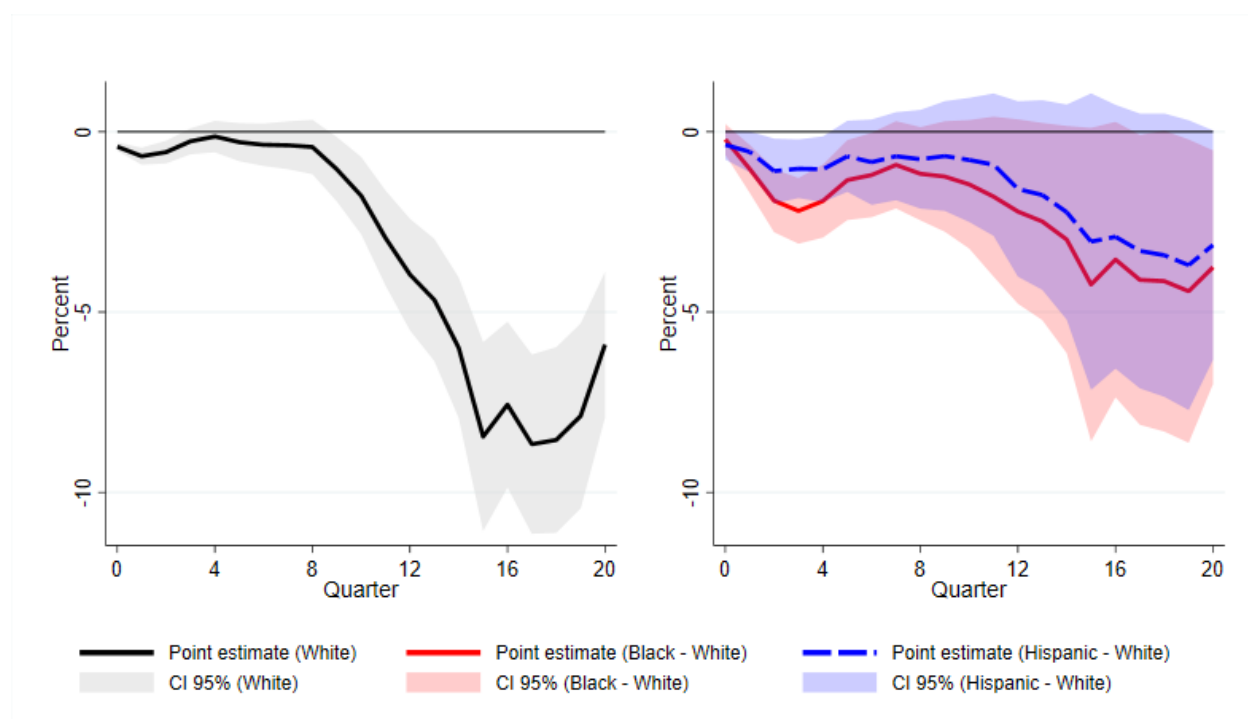 0
-5
-10
Percent
0 4 8 12 16 20
Quarter
0
-5
-10
Percent
0 4 8 12 16 20
Quarter
Point estimate (White)
Point estimate (Black - White)
Point estimate (Hispanic - White)
CI 95% (White)
CI 95% (Black - White)
CI 95% (Hispanic - White)